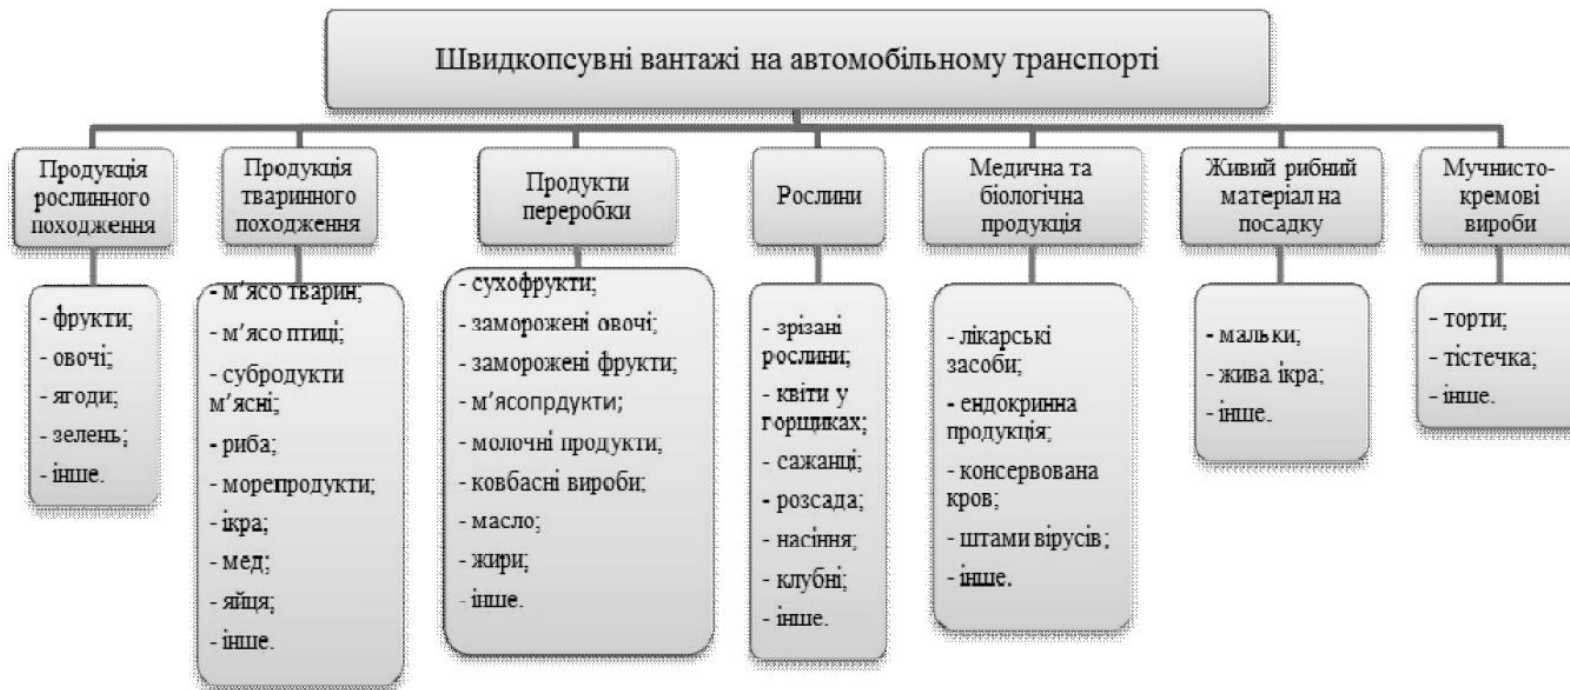 Швидкопсувні вантажі на автомобільному транспорті
Продукція
рослинного
походження
- фрукти;
- овочі;
- ягоди;
- зелень;
- інше.
Продукція
тваринного
походження
- м’ясо тварин;
- м’ясо птиці;
- субродукти
м’ясні;
- риба;
- морепродукти;
- ікра;
- мед;
- яйця;
- інше.
Продукти
переробки
- сухофрукти;
- заморожені овочі;
- заморожені фрукти;
- м’ясопрдукти;
- молочні продукти;
- ковбасні вироби;
- масло;
- жири;
- інше.
Рослини
- зрізані
рослини;
- квіти у
горщиках;
- сажанці;
- розсада;
- насіння;
- клубні;
- інше.
Медична та
біологічна
продукція
- лікарські
засоби;
- ендокринна
продукція;
- консервована
кров;
- штами вірусів;
- інше.
Живий рибний
матеріал на
посадку
- мальки;
- жива ікра;
- інше.
Мучнисто-
кремові
вироби
- торти;
- тістечка;
- інше.